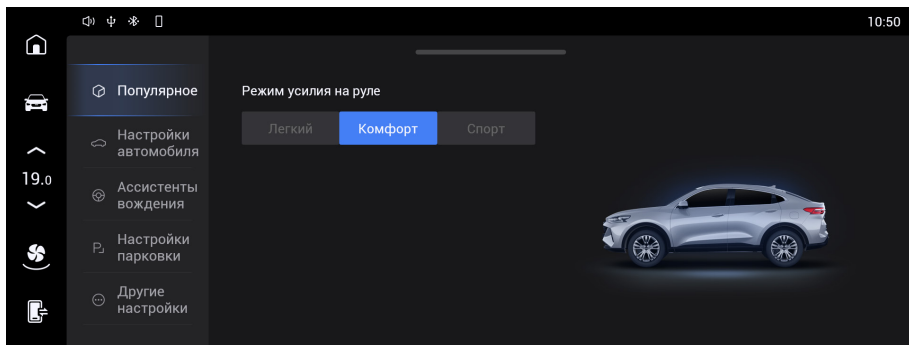 10:50
Популярное
Режим усилия на руле
Легкий Комфорт Спорт
Настройки
автомобиля
19.0
Ассистенты
вождения
Настройки
парковки
Другие
настройки